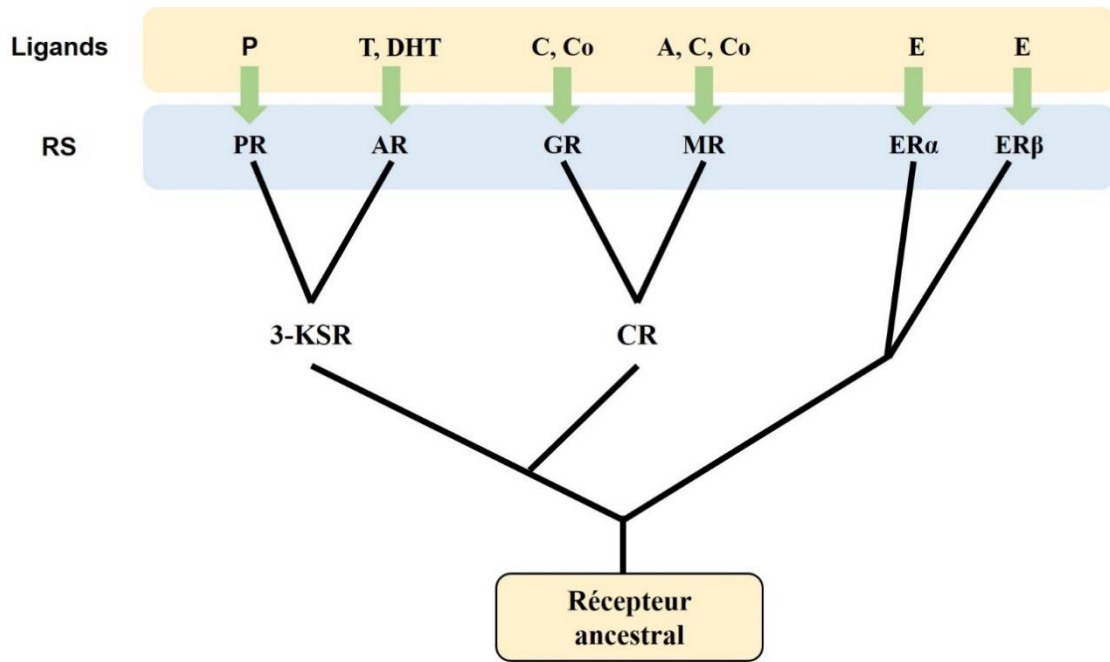 Ligands P T, DHT C, Co A, C, Co E E
RS PR AR GR MR ERα ERβ
3-KSR CR
Récepteur
ancestral